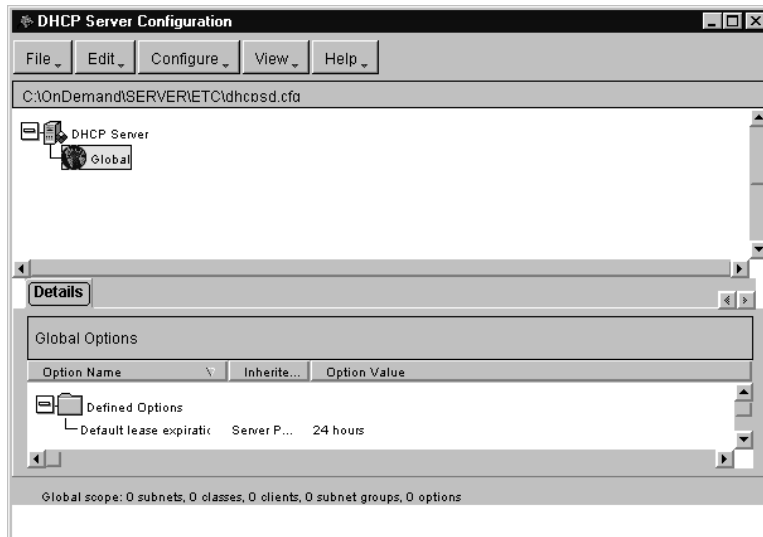 DHCP Server Configuration
File Edit Configure View Help
C:\OnDemand\SERVER\ETC\dhcpsd.cfg
DHCP Server
Global
Details
Global Options
Option Name Inherite... Option Value
Defined Options
Default lease expiratic Server P... 24 hours
Global scope: 0 subnets, 0 classes, 0 clients, 0 subnet groups, 0 options